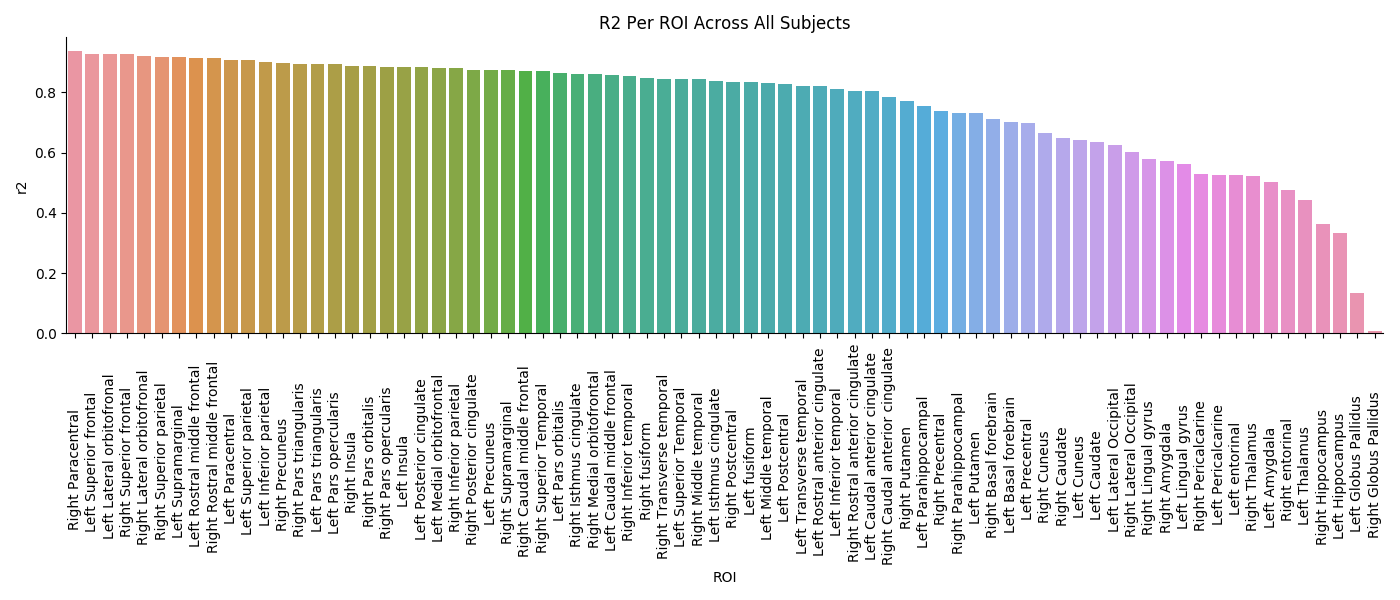 R2 Per ROI Across All Subjects
r2
0.8
0.6
0.4
0.2
0.0
Right Paracentral
Left Superior frontal
Left Lateral orbitofronal
Right Superior frontal
Right Lateral orbitofronal
Right Superior parietal
Left Supramarginal
Left Rostral middle frontal
Right Rostral middle frontal
Left Paracentral
Left Superior parietal
Left Inferior parietal
Right Precuneus
Right Pars triangularis
Left Pars triangularis
Left Pars opercularis
Right Insula
Right Pars orbitalis
Right Pars opercularis
Left Insula
Left Posterior cingulate
Left Medial orbitofrontal
Right Inferior parietal
Right Posterior cingulate
Left Precuneus
Right Supramarginal
Right Caudal middle frontal
Right Superior Temporal
Left Pars orbitalis
Right Isthmus cingulate
Right Medial orbitofrontal
Left Caudal middle frontal
Right Inferior temporal
Right fusiform
Right Transverse temporal
Left Superior Temporal
Right Middle temporal
Left Isthmus cingulate
Right Postcentral
Left fusiform
Left Middle temporal
Left Postcentral
Left Transverse temporal
Left Rostral anterior cingulate
Left Inferior temporal
Right Rostral anterior cingulate
Left Caudal anterior cingulate
Right Caudal anterior cingulate
Right Putamen
Left Parahippocampal
Right Precentral
Right Parahippocampal
Left Putamen
Right Basal forebrain
Left Basal forebrain
Left Precentral
Right Cuneus
Right Caudate
Left Cuneus
Left Caudate
Left Lateral Occipital
Right Lateral Occipital
Right Lingual gyrus
Right Amygdala
Left Lingual gyrus
Right Pericalcarine
Left Pericalcarine
Left entorinal
Right Thalamus
Left Amygdala
Right entorinal
Left Thalamus
Right Hippocampus
Left Hippocampus
Left Globus Pallidus
Right Globus Pallidus
ROI